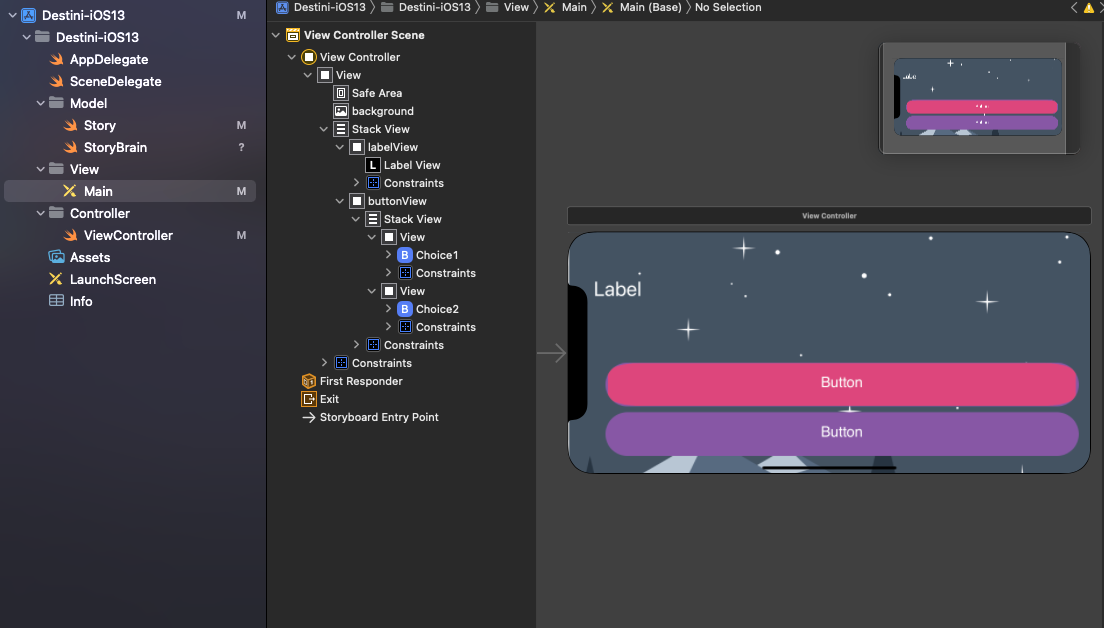 Destini-iOS13 M
Destini-iOS13
AppDelegate
SceneDelegate
Model
Story M
StoryBrain ?
View
Main M
Controller
ViewController M
Assets
LaunchScreen
Info
Destini-iOS13 Destini-iOS13 View Main Main (Base) No Selection
View Controller Scene
View Controller
View
Safe Area
background
Stack View
labelView
L Label View
Constraints
buttonView
Stack View
View
B Choice1
Constraints
View
B Choice2
Constraints
Constraints
Constraints
First Responder
Exit
Storyboard Entry Point
Label
View Controller
Label
Button
Button